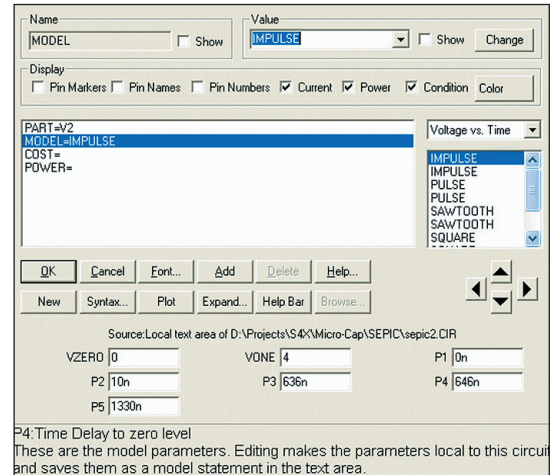 Name
Value
MODEL
Show
IMPULSE
Show
Change
Display
Pin Markers
Pin Names
Pin Numbers
Current
Power
Condition
Color
PART=V2
MODEL=IMPULSE
COST=
POWER=
Voltage vs. Time
IMPULSE
IMPULSE
PULSE
PULSE
SAWTOOTH
SAWTOOTH
SQUARE
OK
Cancel
Font...
Add
Delete
Help...
New
Syntax...
Plot
Expand...
Help Bar
Browse...
Source:Local text area of D:\Projects\S4X\Micro-Cap\SEPIC\sepic2.CIR
VZERO 0
VONE 4
P1 0n
P2 10n
P3 636n
P4 646n
P5 1330n
P4:Time Delay to zero level
These are the model parameters. Editing makes the parameters local to this circuit
and saves them as a model statement in the text area.